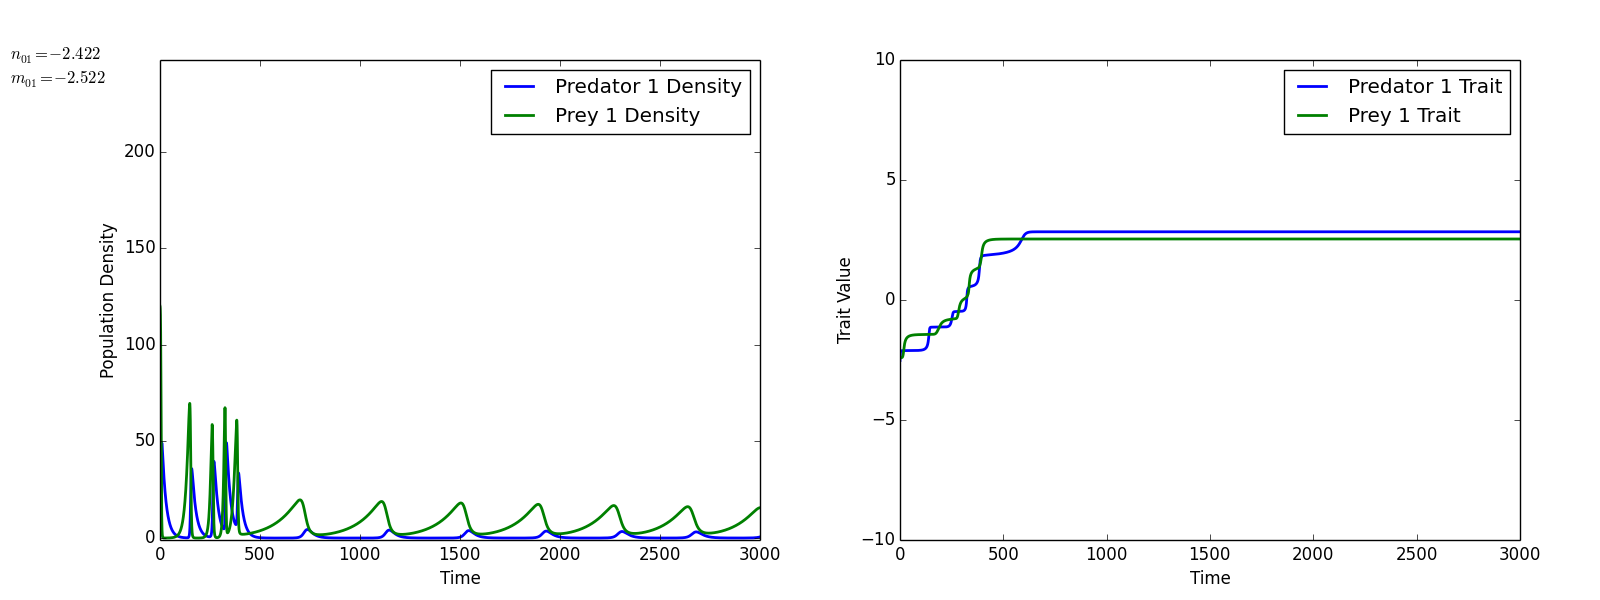 n01 = −2.422
m01 = −2.522
Predator 1 Density
Prey 1 Density
200
150
100
50
0
0 500 1000 1500 2000 2500 3000
Time
Population Density
Predator 1 Trait
Prey 1 Trait
10
5
0
−5
−10
0 500 1000 1500 2000 2500 3000
Time
Trait Value